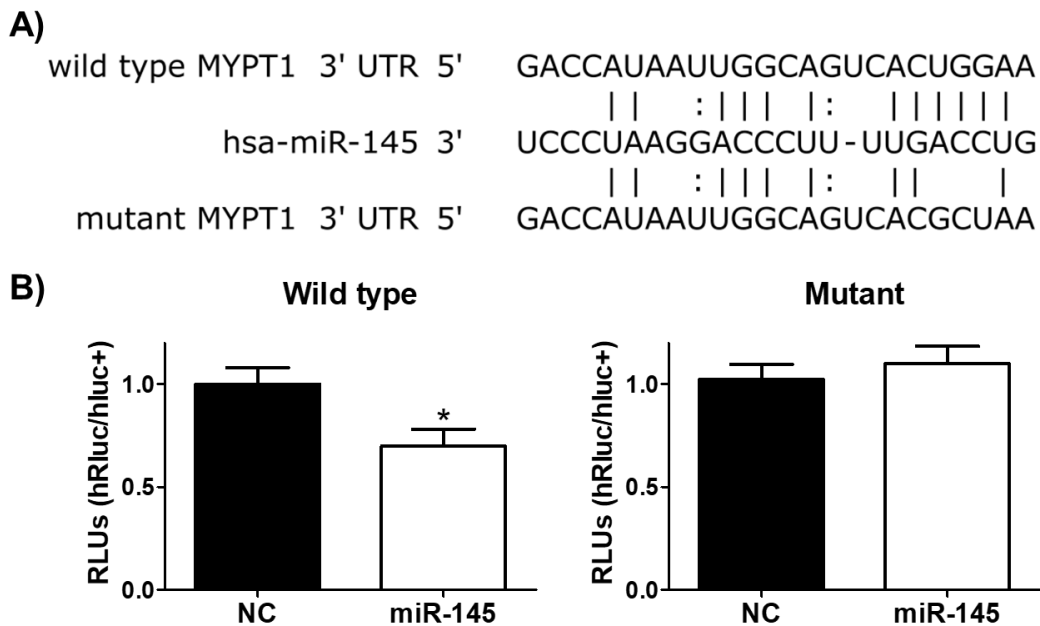 A)
wild type MYPT1 3' UTR 5' GACCAUAAUUGGCAGUCACUGGAA
|| :||| |: ||||||
hsa-miR-145 3' UCCCUAAGGACCCUU-UUGACCUG
|| :||| |: || |
mutant MYPT1 3' UTR 5' GACCAUAAUUGGCAGUCACGCUAA
B)
Wild type
Mutant
RLUs (hRluc/hluc+)
1.0
0.5
0.0
*
NC miR-145
RLUs (hRluc/hluc+)
1.0
0.5
0.0
NC miR-145